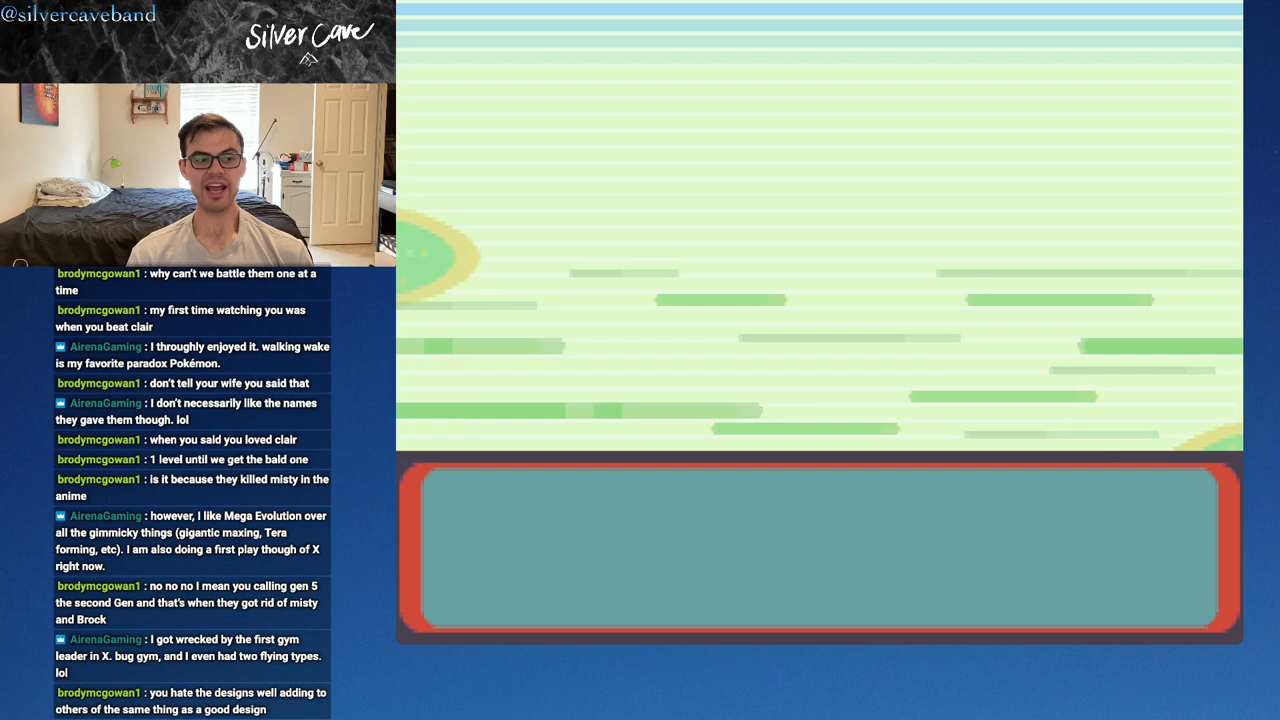 @silvercaveband
Silver Cave
brodymcgowan1 : why can't we battle them one at a
time
brodymcgowan1 : my first time watching you was
when you beat clair
AirenaGaming : I throughly enjoyed it. walking wake
is my favorite paradox Pokémon.
brodymcgowan1 : don't tell your wife you said that
AirenaGaming : I don't necessarily like the names
they gave them though. lol
brodymcgowan1 : when you said you loved clair
brodymcgowan1 : 1 level until we get the bald one
brodymcgowan1 : is it because they killed misty in the
anime
AirenaGaming : however, I like Mega Evolution over
all the gimmicky things (gigantic maxing, Tera
forming, etc). I am also doing a first play though of X
right now.
brodymcgowan1 : no no no I mean you calling gen 5
the second Gen and that's when they got rid of misty
and Brock
AirenaGaming : I got wrecked by the first gym
leader in X. bug gym, and I even had two flying types.
lol
brodymcgowan1 : you hate the designs well adding to
others of the same thing as a good design